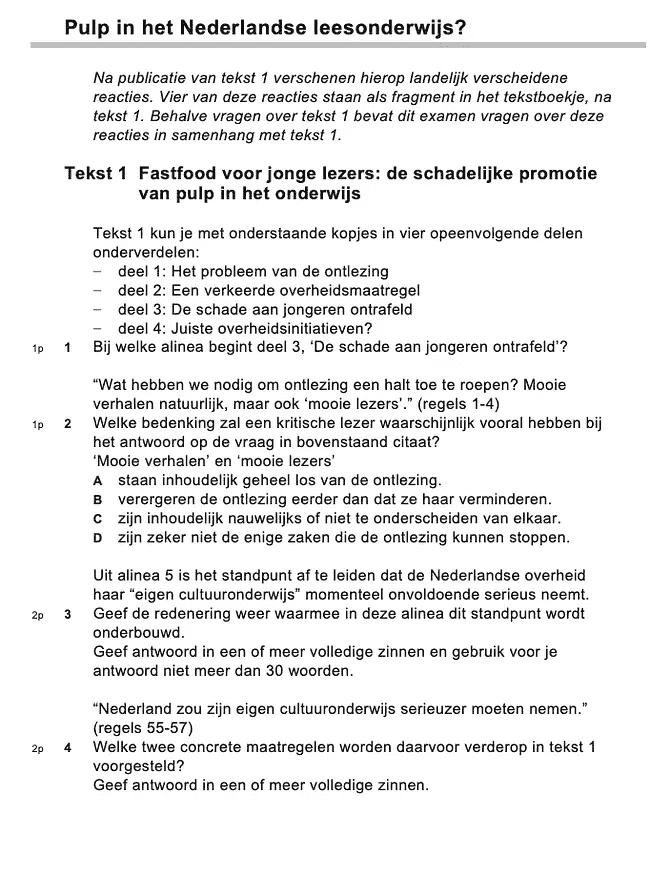 Pulp in het Nederlandse leesonderwijs?
Na publicatie van tekst 1 verschenen hierop landelijk verscheidene
reacties. Vier van deze reacties staan als fragment in het tekstboekje, na
tekst 1. Behalve vragen over tekst 1 bevat dit examen vragen over deze
reacties in samenhang met tekst 1.
Tekst 1 Fastfood voor jonge lezers: de schadelijke promotie
van pulp in het onderwijs
Tekst 1 kun je met onderstaande kopjes in vier opeenvolgende delen
onderverdelen:
− deel 1: Het probleem van de ontlezing
− deel 2: Een verkeerde overheidsmaatregel
− deel 3: De schade aan jongeren ontrafeld
− deel 4: Juiste overheidsinitiatieven?
1p 1 Bij welke alinea begint deel 3, ‘De schade aan jongeren ontrafeld’?
“Wat hebben we nodig om ontlezing een halt toe te roepen? Mooie
verhalen natuurlijk, maar ook ‘mooie lezers’.” (regels 1-4)
1p 2 Welke bedenking zal een kritische lezer waarschijnlijk vooral hebben bij
het antwoord op de vraag in bovenstaand citaat?
‘Mooie verhalen’ en ‘mooie lezers’
A staan inhoudelijk geheel los van de ontlezing.
B verergeren de ontlezing eerder dan dat ze haar verminderen.
C zijn inhoudelijk nauwelijks of niet te onderscheiden van elkaar.
D zijn zeker niet de enige zaken die de ontlezing kunnen stoppen.
Uit alinea 5 is het standpunt af te leiden dat de Nederlandse overheid
haar “eigen cultuuronderwijs” momenteel onvoldoende serieus neemt.
2p 3 Geef de redenering weer waarmee in deze alinea dit standpunt wordt
onderbouwd.
Geef antwoord in een of meer volledige zinnen en gebruik voor je
antwoord niet meer dan 30 woorden.
“Nederland zou zijn eigen cultuuronderwijs serieuzer moeten nemen.”
(regels 55-57)
2p 4 Welke twee concrete maatregelen worden daarvoor verderop in tekst 1
voorgesteld?
Geef antwoord in een of meer volledige zinnen.